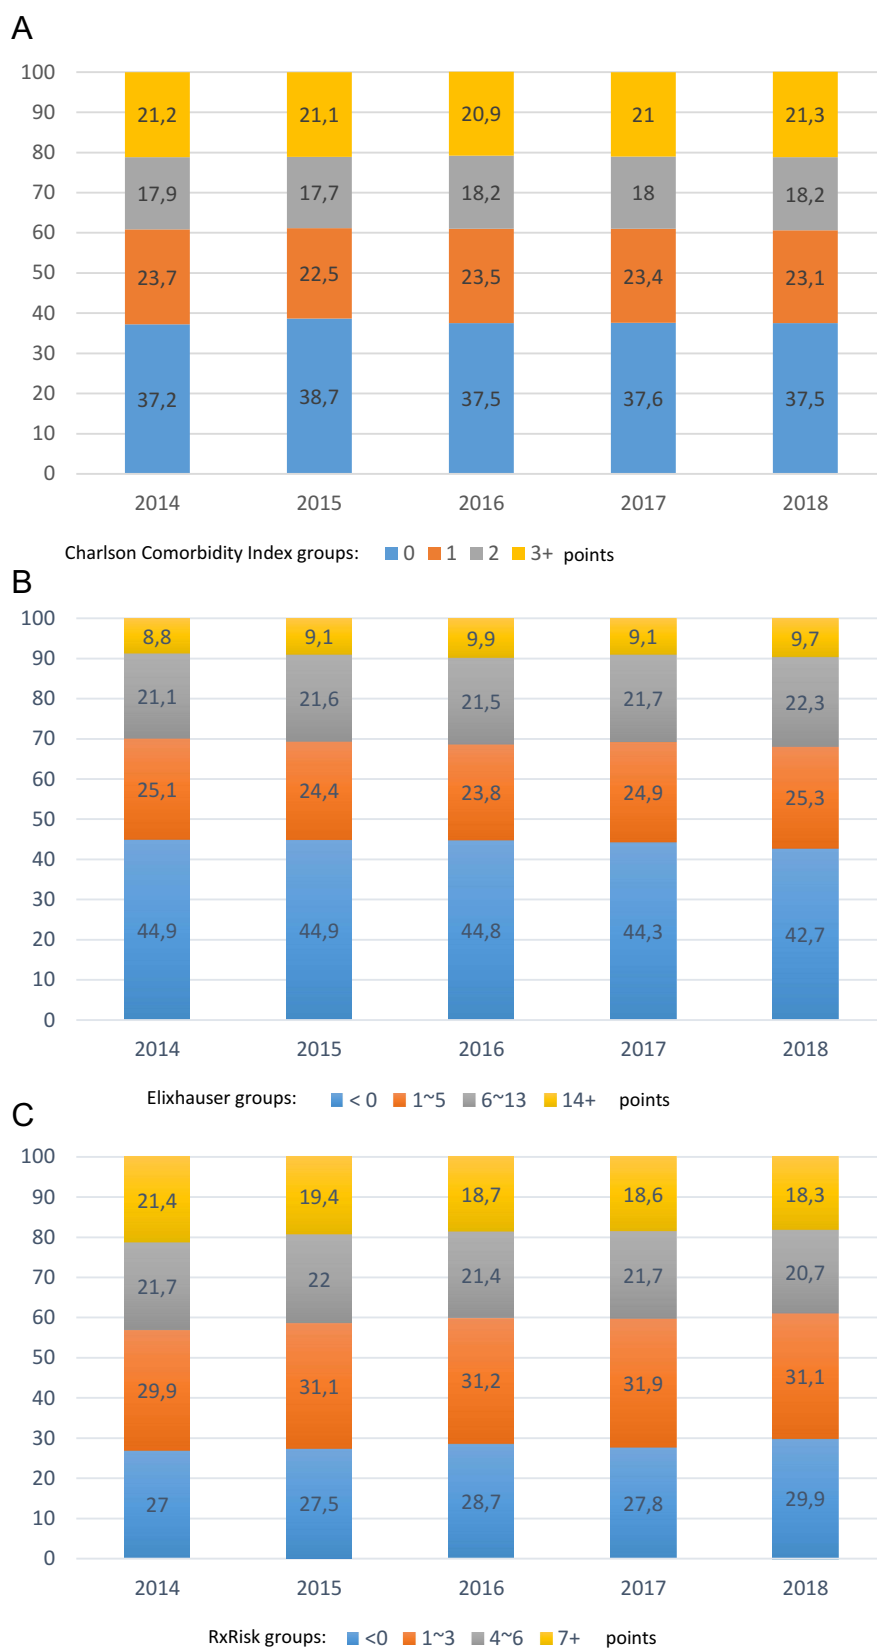 A
100
90
80
70
60
50
40
30
20
10
0
21,2 21,1 20,9 21 21,3
17,9 17,7 18,2 18 18,2
23,7 22,5 23,5 23,4 23,1
37,2 38,7 37,5 37,6 37,5
2014 2015 2016 2017 2018
Charlson Comorbidity Index groups: 0 1 2 3+ points
B
100
90
80
70
60
50
40
30
20
10
0
8,8 9,1 9,9 9,1 9,7
21,1 21,6 21,5 21,7 22,3
25,1 24,4 23,8 24,9 25,3
44,9 44,9 44,8 44,3 42,7
2014 2015 2016 2017 2018
Elixhauser groups: < 0 1~5 6~13 14+ points
C
100
90
80
70
60
50
40
30
20
10
0
21,4 19,4 18,7 18,6 18,3
21,7 22 21,4 21,7 20,7
29,9 31,1 31,2 31,9 31,1
27 27,5 28,7 27,8 29,9
2014 2015 2016 2017 2018
RxRisk groups: <0 1~3 4~6 7+ points